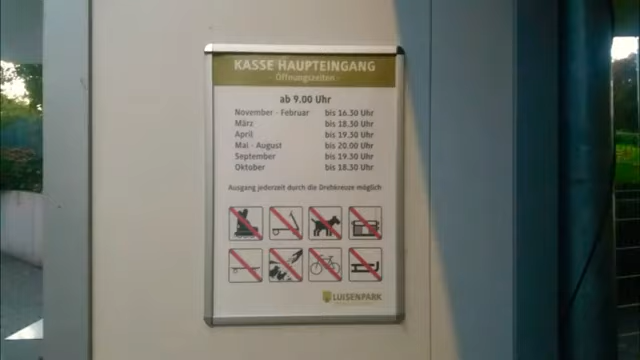 KASSE HAUPTEINGANG
- Öffnungszeiten -
ab 9.00 Uhr
November - Februar bis 16.30 Uhr
März bis 18.30 Uhr
April bis 19.30 Uhr
Mai - August bis 20.00 Uhr
September bis 19.30 Uhr
Oktober bis 18.30 Uhr
Ausgang jederzeit durch die Drehkreuze möglich
LUISENPARK